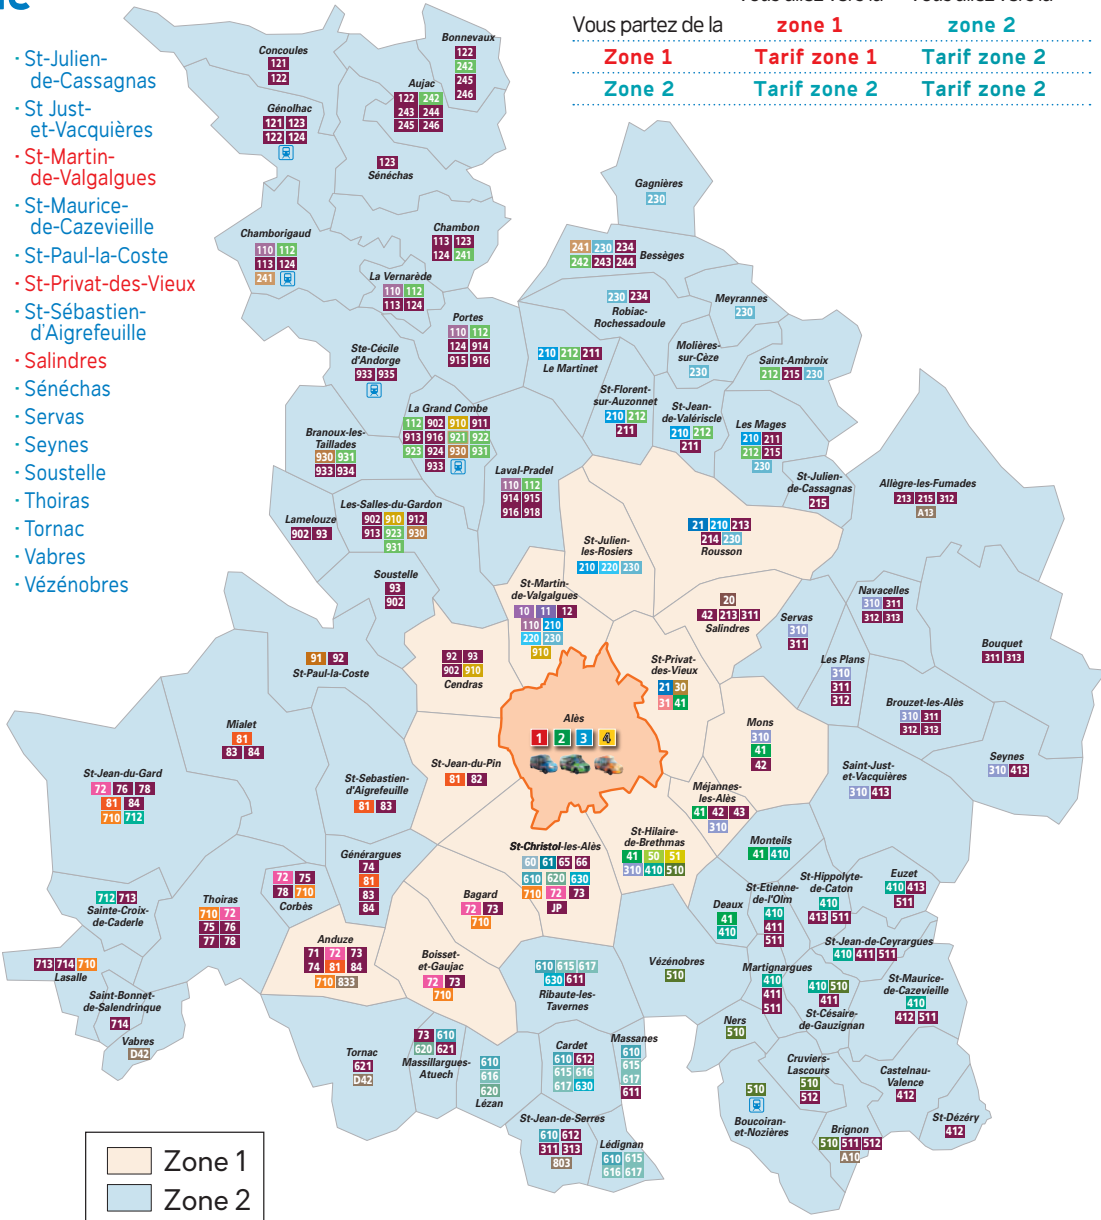 Vous partez de la
zone 1
zone 2
Zone 1
Tarif zone 1
Tarif zone 2
Zone 2
Tarif zone 2
Tarif zone 2
· St-Julien-
de-Cassagnas
· St Just-
et-Vacquières
· St-Martin-
de-Valgalgues
· St-Maurice-
de-Cazevieille
· St-Paul-la-Coste
· St-Privat-des-Vieux
· St-Sébastien-
d'Aigrefeuille
· Salindres
· Sénéchas
· Servas
· Seynes
· Soustelle
· Thoiras
· Tornac
· Vabres
· Vézénobres
Concoules
121
122
Bonnevaux
122
242
245
246
Aujac
122 242
243 244
245 246
Génolhac
121 123
122 124
123
Sénéchas
Gagnières
230
Chamborigaud
110 112
113 124
241
Chambon
113 123
124 241
241 230 234
242 243 244
Bessèges
La Vernarède
110 112
113 124
230 234
Robiac-
Rochessadoule
Meyrannes
230
Portes
110 112
124 914
915 916
Ste-Cécile
d'Andorge
933 935
210 212 211
Le Martinet
Molières-
sur-Cèze
230
Saint-Ambroix
212 215 230
St-Florent-
sur-Auzonnet
210 212
211
St-Jean-
de-Valériscle
210 212
211
Les Mages
210 211
212 215
230
La Grand Combe
112 902 910 911
913 916 921 922
923 924 930 931
933
Branoux-les-
Taillades
930 931
933 934
Laval-Pradel
110 112
914 915
916 918
St-Julien-
de-Cassagnas
215
Allègre-les-Fumades
213 215 312
A13
Lamelouze
902 93
Les-Salles-du-Gardon
902 910 912
913 923 930
931
21 210 213
214 230
Rousson
St-Julien-
les-Rosiers
210 220 230
Soustelle
93
902
St-Martin-
de-Valgalgues
10 11 12
110 210
220 230
910
20
42 213 311
Salindres
Servas
310
311
Navacelles
310 311
312 313
Bouquet
311 313
91 92
St-Paul-la-Coste
92 93
902 910
Cendras
St-Privat-
des-Vieux
21 30
31 41
Les Plans
310
311
312
Brouzet-les-Alès
310 311
312 313
Mialet
81
83 84
Alès
1 2 3 4
Mons
310
41
42
Seynes
310 413
St-Jean-du-Gard
72 76 78
81 84
710 712
St-Sebastien-
d'Aigrefeuille
81 83
St-Jean-du-Pin
81 82
Méjannes-
les-Alès
41 42 43
310
Saint-Just-
et-Vacquières
310 413
St-Christol-les-Alès
60 61 65 66
610 620 630
710 72 73
JP
St-Hilaire-
de-Brethmas
41 50 51
310 410 510
Monteils
41 410
Générargues
74
81
83
84
72 75
78 710
Corbès
Bagard
72 73
710
Deaux
41
410
St-Etienne-
de-l'Olm
410
411
511
St-Hippolyte-
de-Caton
410
413 511
Euzet
410 413
511
712 713
Sainte-Croix-
de-Caderle
Thoiras
710 72
75 76
77 78
Anduze
71 72 73
74 81 84
710 833
Boisset-
et-Gaujac
72 73
710
610 615 617
630 611
Ribaute-les-
Tavernes
Vézénobres
510
St-Jean-de-Ceyrargues
410 411 511
Martignargues
410
411
511
410 510
411
St-Césaire-
de-Gauzignan
St-Maurice-
de-Cazevieille
410
412 511
713 714 710
Lasalle
Saint-Bonnet-
de-Salendrinque
714
Vabres
D42
Tornac
621
D42
73 610
620 621
Massillargues-
Atuech
610
616
620
Lézan
Cardet
610 612
615 616
617 630
Massanes
610
615
617
611
Ners
510
Cruviers-
Lascours
510
512
Castelnau-
Valence
412
510
Boucoiran-
et-Nozières
St-Dézéry
412
Brignon
510 511 512
A10
St-Jean-de-Serres
610 612
311 313
803
Lédignan
610 615
616 617
Zone 1
Zone 2